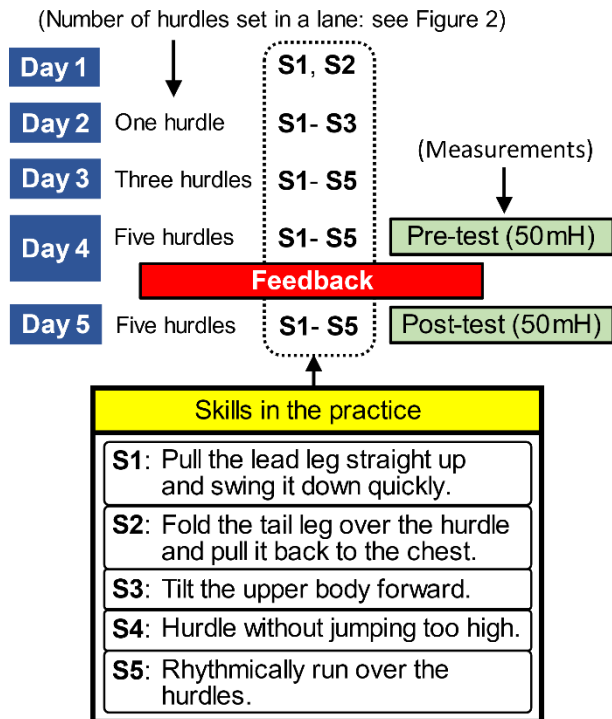 (Number of hurdles set in a lane: see Figure 2)
Day 1
S1, S2
Day 2
One hurdle
S1- S3
(Measurements)
Day 3
Three hurdles
S1- S5
Day 4
Five hurdles
S1- S5
Pre-test (50mH)
Feedback
Day 5
Five hurdles
S1- S5
Post-test (50mH)
Skills in the practice
S1: Pull the lead leg straight up
and swing it down quickly.
S2: Fold the tail leg over the hurdle
and pull it back to the chest.
S3: Tilt the upper body forward.
S4: Hurdle without jumping too high.
S5: Rhythmically run over the
hurdles.